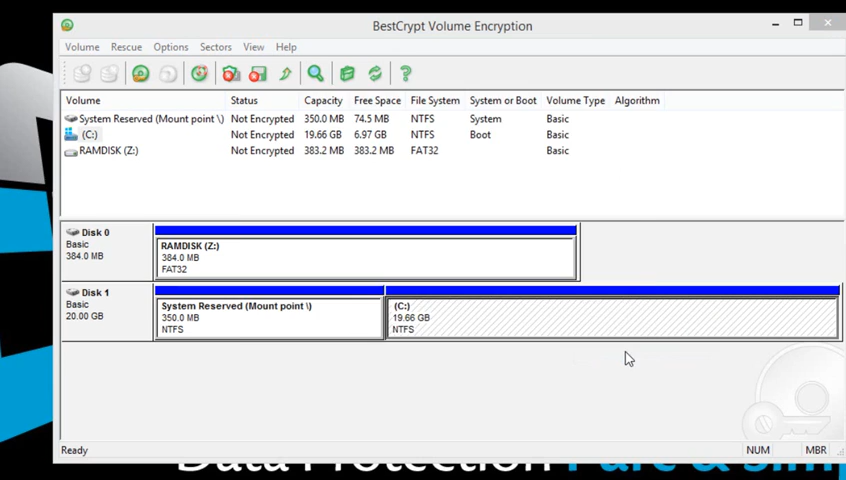 BestCrypt Volume Encryption
Volume Rescue Options Sectors View Help
Volume Status Capacity Free Space File System System or Boot Volume Type Algorithm
System Reserved (Mount point \) Not Encrypted 350.0 MB 74.5 MB NTFS System Basic
(C:) Not Encrypted 19.66 GB 6.97 GB NTFS Boot Basic
RAMDISK (Z:) Not Encrypted 383.2 MB 383.2 MB FAT32 Basic
Disk 0
Basic
384.0 MB
RAMDISK (Z:)
384.0 MB
FAT32
Disk 1
Basic
20.00 GB
System Reserved (Mount point \)
350.0 MB
NTFS
(C:)
19.66 GB
NTFS
Ready NUM MBR
Data Protection Pure & Simp